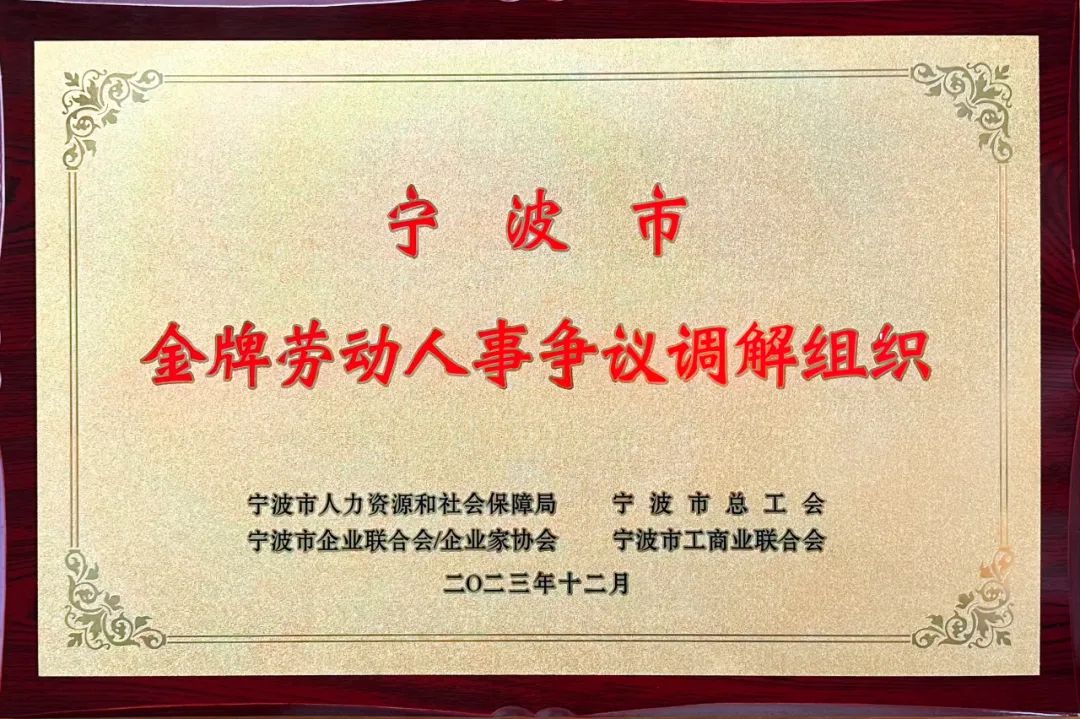 宁波市
金牌劳动人事争议调解组织
宁波市人力资源和社会保障局 宁波市总工会
宁波市企业联合会/企业家协会 宁波市工商业联合会
二〇二三年十二月